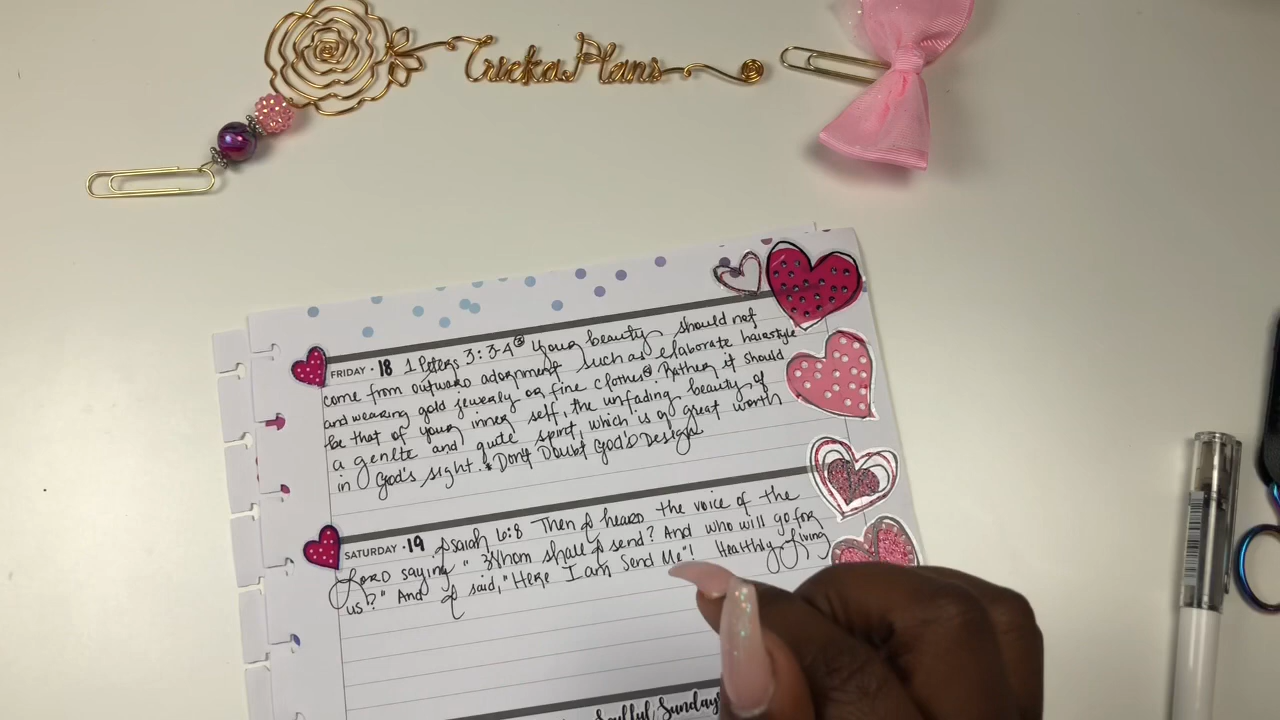 TrickaPlans
FRIDAY · 18 1 Peters 3:3-4 Your beauty should not
come from outward adornment such as elaborate hairstyle
and wearing gold jewerly or fine clothes Rather it should
be that of your inner self, the unfading beauty of
a genlte and quite spirit, which is of great worth
in God's sight. *Don't Doubt God's Design
SATURDAY · 19 Isaiah 6:8 Then I heard the voice of the
Lord saying " Whom shall I send? And who will go for
us?" And I said, "Here I am Send Me"! Healthly Living
Soulful Sunday